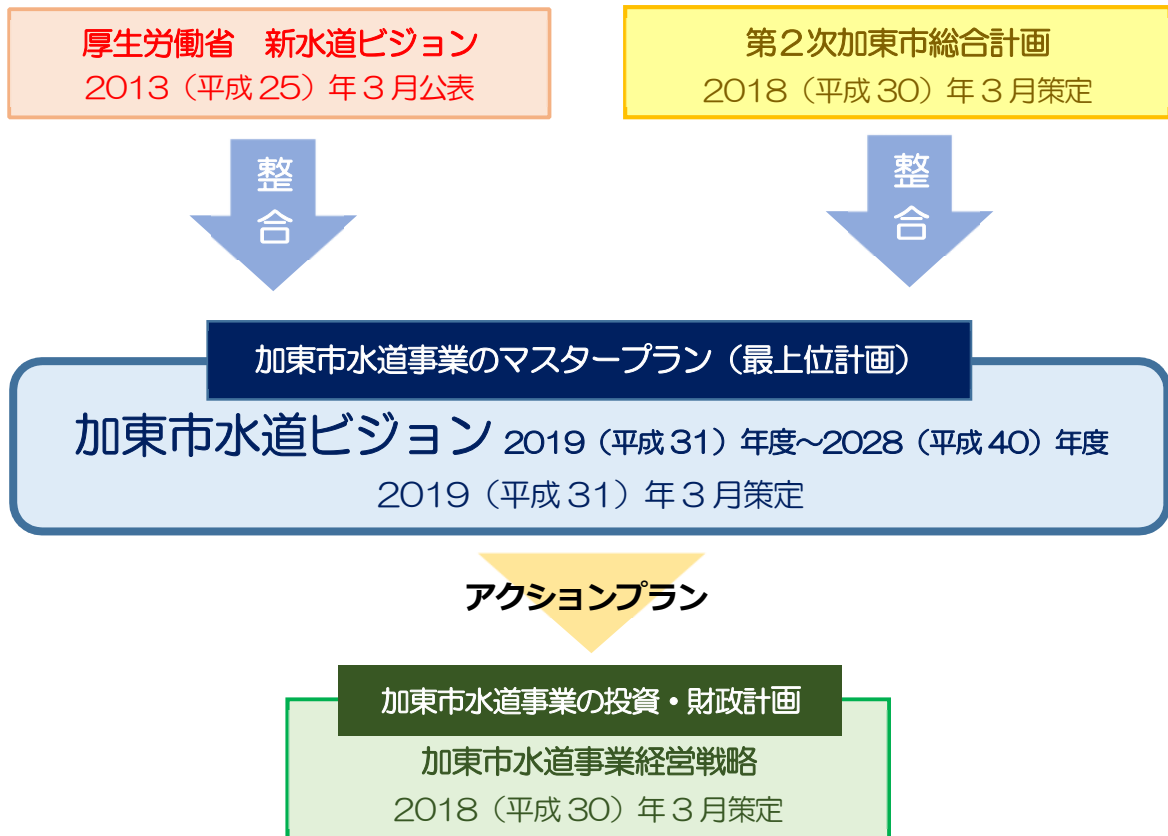 厚生労働省　新水道ビジョン
2013（平成25）年3月公表
第2次加東市総合計画
2018（平成30）年3月策定
整
合
整
合
加東市水道事業のマスタープラン（最上位計画）
加東市水道ビジョン 2019（平成31）年度～2028（平成40）年度
2019（平成31）年3月策定
アクションプラン
加東市水道事業の投資・財政計画
加東市水道事業経営戦略
2018（平成30）年3月策定